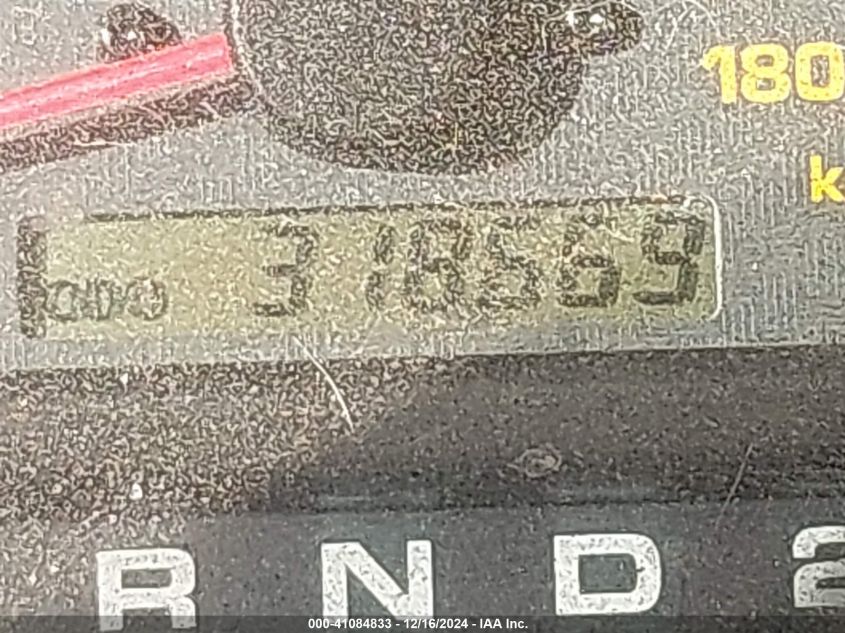 180
k
ODO 318569
R N D 2
000-41084833 - 12/16/2024 - IAA Inc.